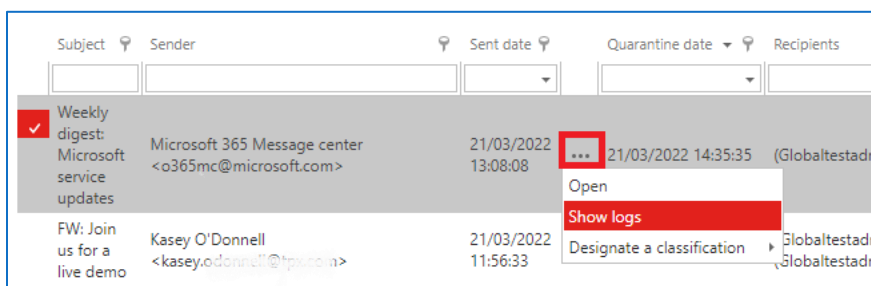 Subject Sender Sent date Quarantine date Recipients
Weekly
digest:
Microsoft
service
updates
Microsoft 365 Message center
<o365mc@microsoft.com>
21/03/2022
13:08:08
... 21/03/2022 14:35:35 (Globaltestadr
Open
Show logs
Designate a classification
FW: Join
us for a
live demo
Kasey O'Donnell
<kasey.
21/03/2022
11:56:33
Globaltestadr
Globaltestadr